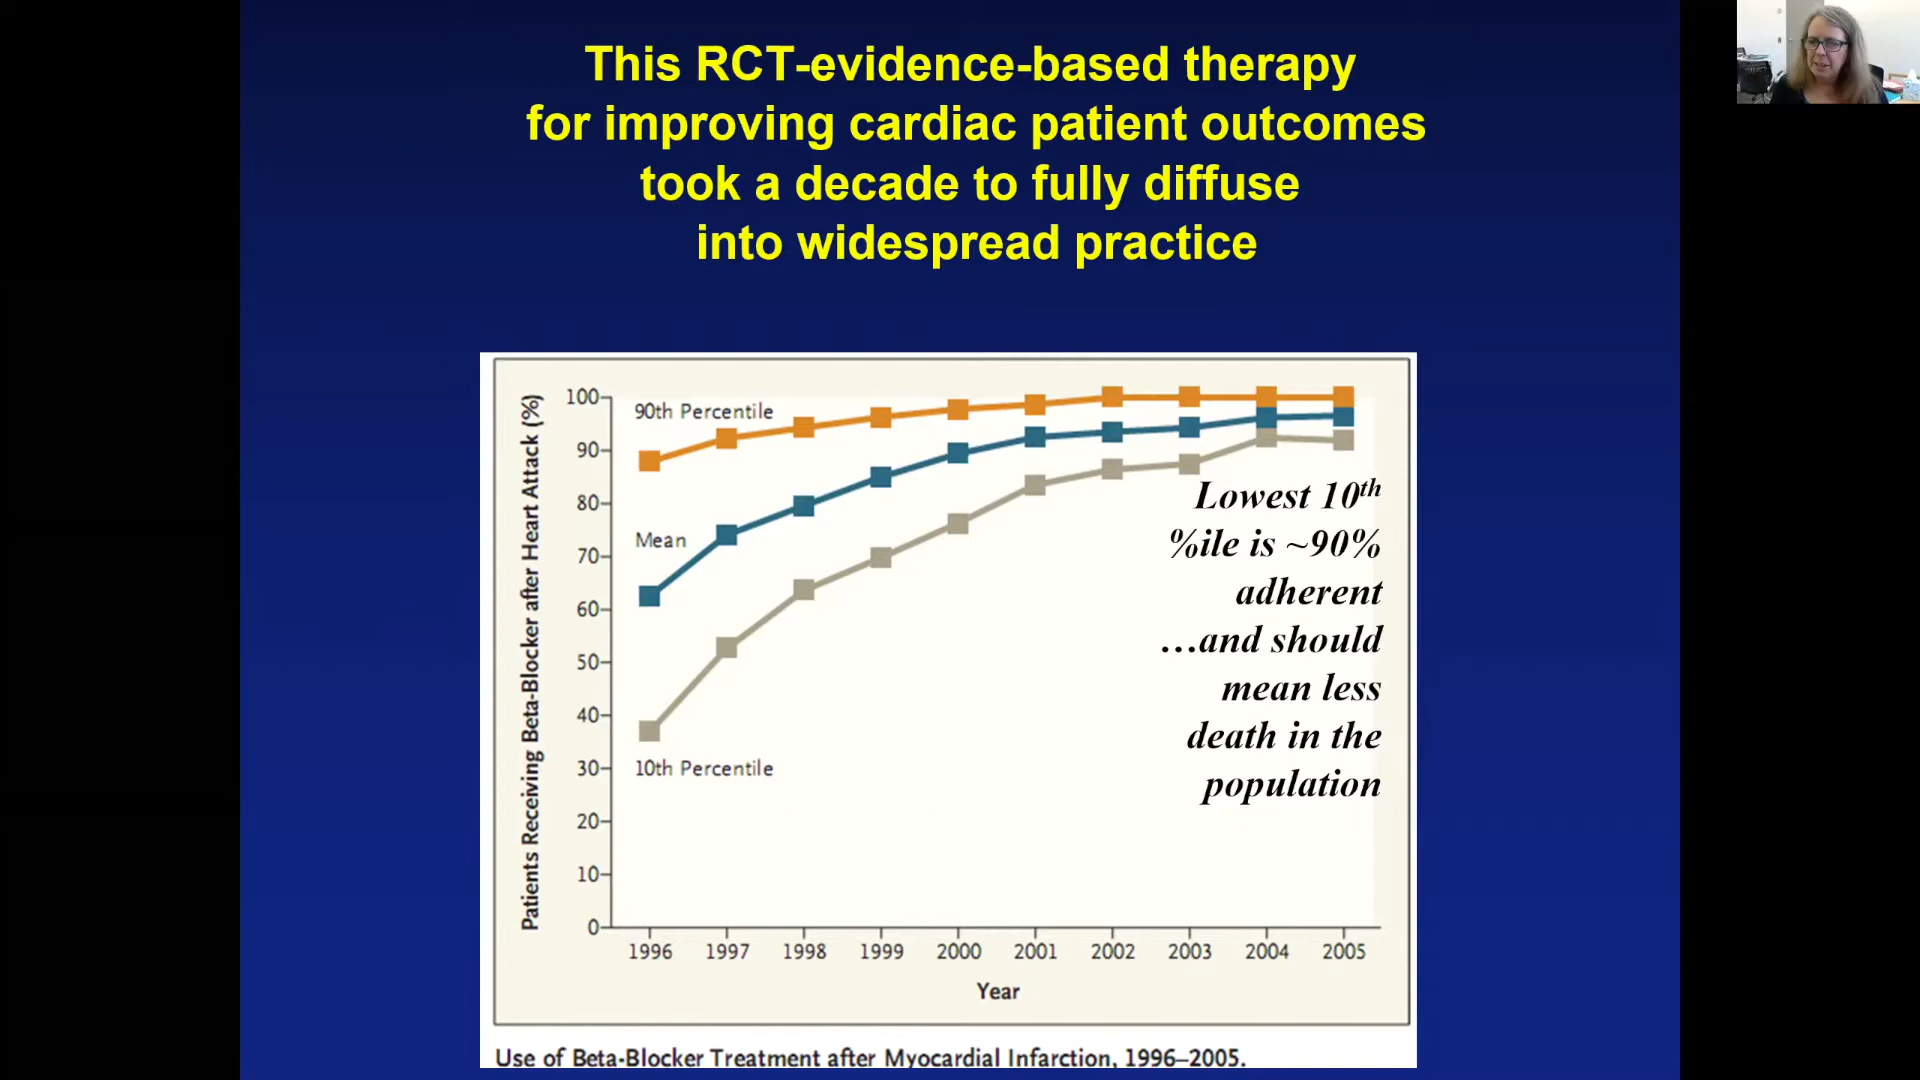 This RCT-evidence-based therapy
for improving cardiac patient outcomes
took a decade to fully diffuse
into widespread practice
Patients Receiving Beta-Blocker after Heart Attack (%)
100
90
80
70
60
50
40
30
20
10
0
90th Percentile
Mean
10th Percentile
Lowest 10th
%ile is ~90%
adherent
…and should
mean less
death in the
population
1996 1997 1998 1999 2000 2001 2002 2003 2004 2005
Year
Use of Beta-Blocker Treatment after Myocardial Infarction, 1996–2005.